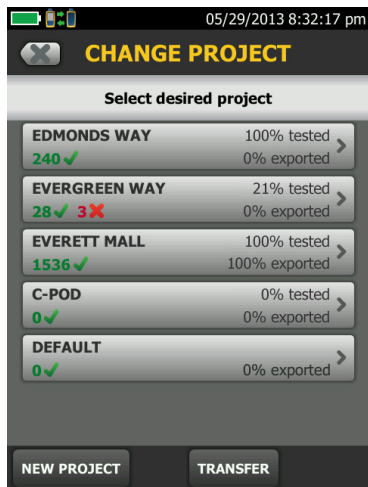 05/29/2013 8:32:17 pm
CHANGE PROJECT
Select desired project
EDMONDS WAY 100% tested
240 0% exported
EVERGREEN WAY 21% tested
28 3 0% exported
EVERETT MALL 100% tested
1536 100% exported
C-POD 0% tested
0 0% exported
DEFAULT
0 0% exported
NEW PROJECT TRANSFER